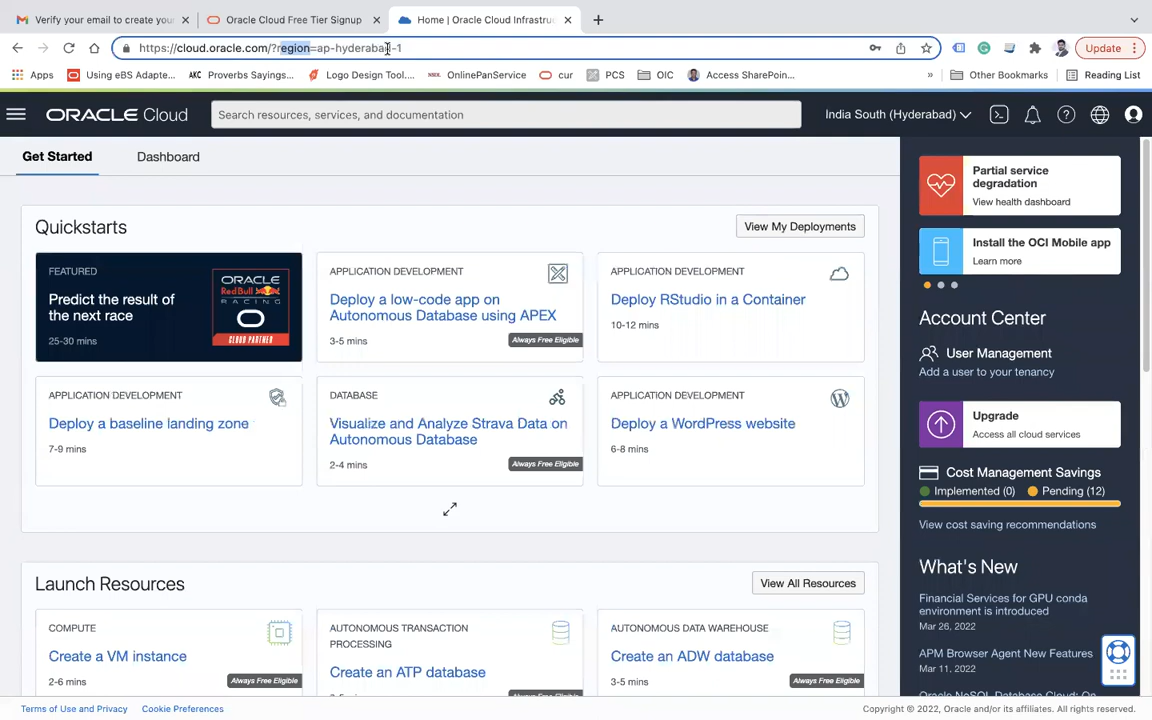 Verify your email to create your
Oracle Cloud Free Tier Signup
Home | Oracle Cloud Infrastruc
https://cloud.oracle.com/?region=ap-hyderabad-1
Update
Apps
Using eBS Adapte...
AKC
Proverbs Sayings...
Logo Design Tool....
OnlinePanService
cur
PCS
OIC
Access SharePoin...
»
Other Bookmarks
Reading List
ORACLE Cloud
Search resources, services, and documentation
India South (Hyderabad)
Get Started
Dashboard
Quickstarts
View My Deployments
FEATURED
Predict the result of
the next race
25-30 mins
ORACLE
Red Bull
RACING
CLOUD PARTNER
APPLICATION DEVELOPMENT
Deploy a low-code app on
Autonomous Database using APEX
3-5 mins
Always Free Eligible
APPLICATION DEVELOPMENT
Deploy RStudio in a Container
10-12 mins
APPLICATION DEVELOPMENT
Deploy a baseline landing zone
7-9 mins
DATABASE
Visualize and Analyze Strava Data on
Autonomous Database
2-4 mins
Always Free Eligible
APPLICATION DEVELOPMENT
Deploy a WordPress website
6-8 mins
Launch Resources
View All Resources
COMPUTE
Create a VM instance
2-6 mins
Always Free Eligible
AUTONOMOUS TRANSACTION
PROCESSING
Create an ATP database
AUTONOMOUS DATA WAREHOUSE
Create an ADW database
3-5 mins
Always Free Eligible
Partial service
degradation
View health dashboard
Install the OCI Mobile app
Learn more
Account Center
User Management
Add a user to your tenancy
Upgrade
Access all cloud services
Cost Management Savings
Implemented (0)
Pending (12)
View cost saving recommendations
What's New
Financial Services for GPU conda
environment is introduced
Mar 26, 2022
APM Browser Agent New Features
Mar 11, 2022
Oracle NoSQL Database Cloud: On
Terms of Use and Privacy
Cookie Preferences
Copyright © 2022, Oracle and/or its affiliates. All rights reserved.